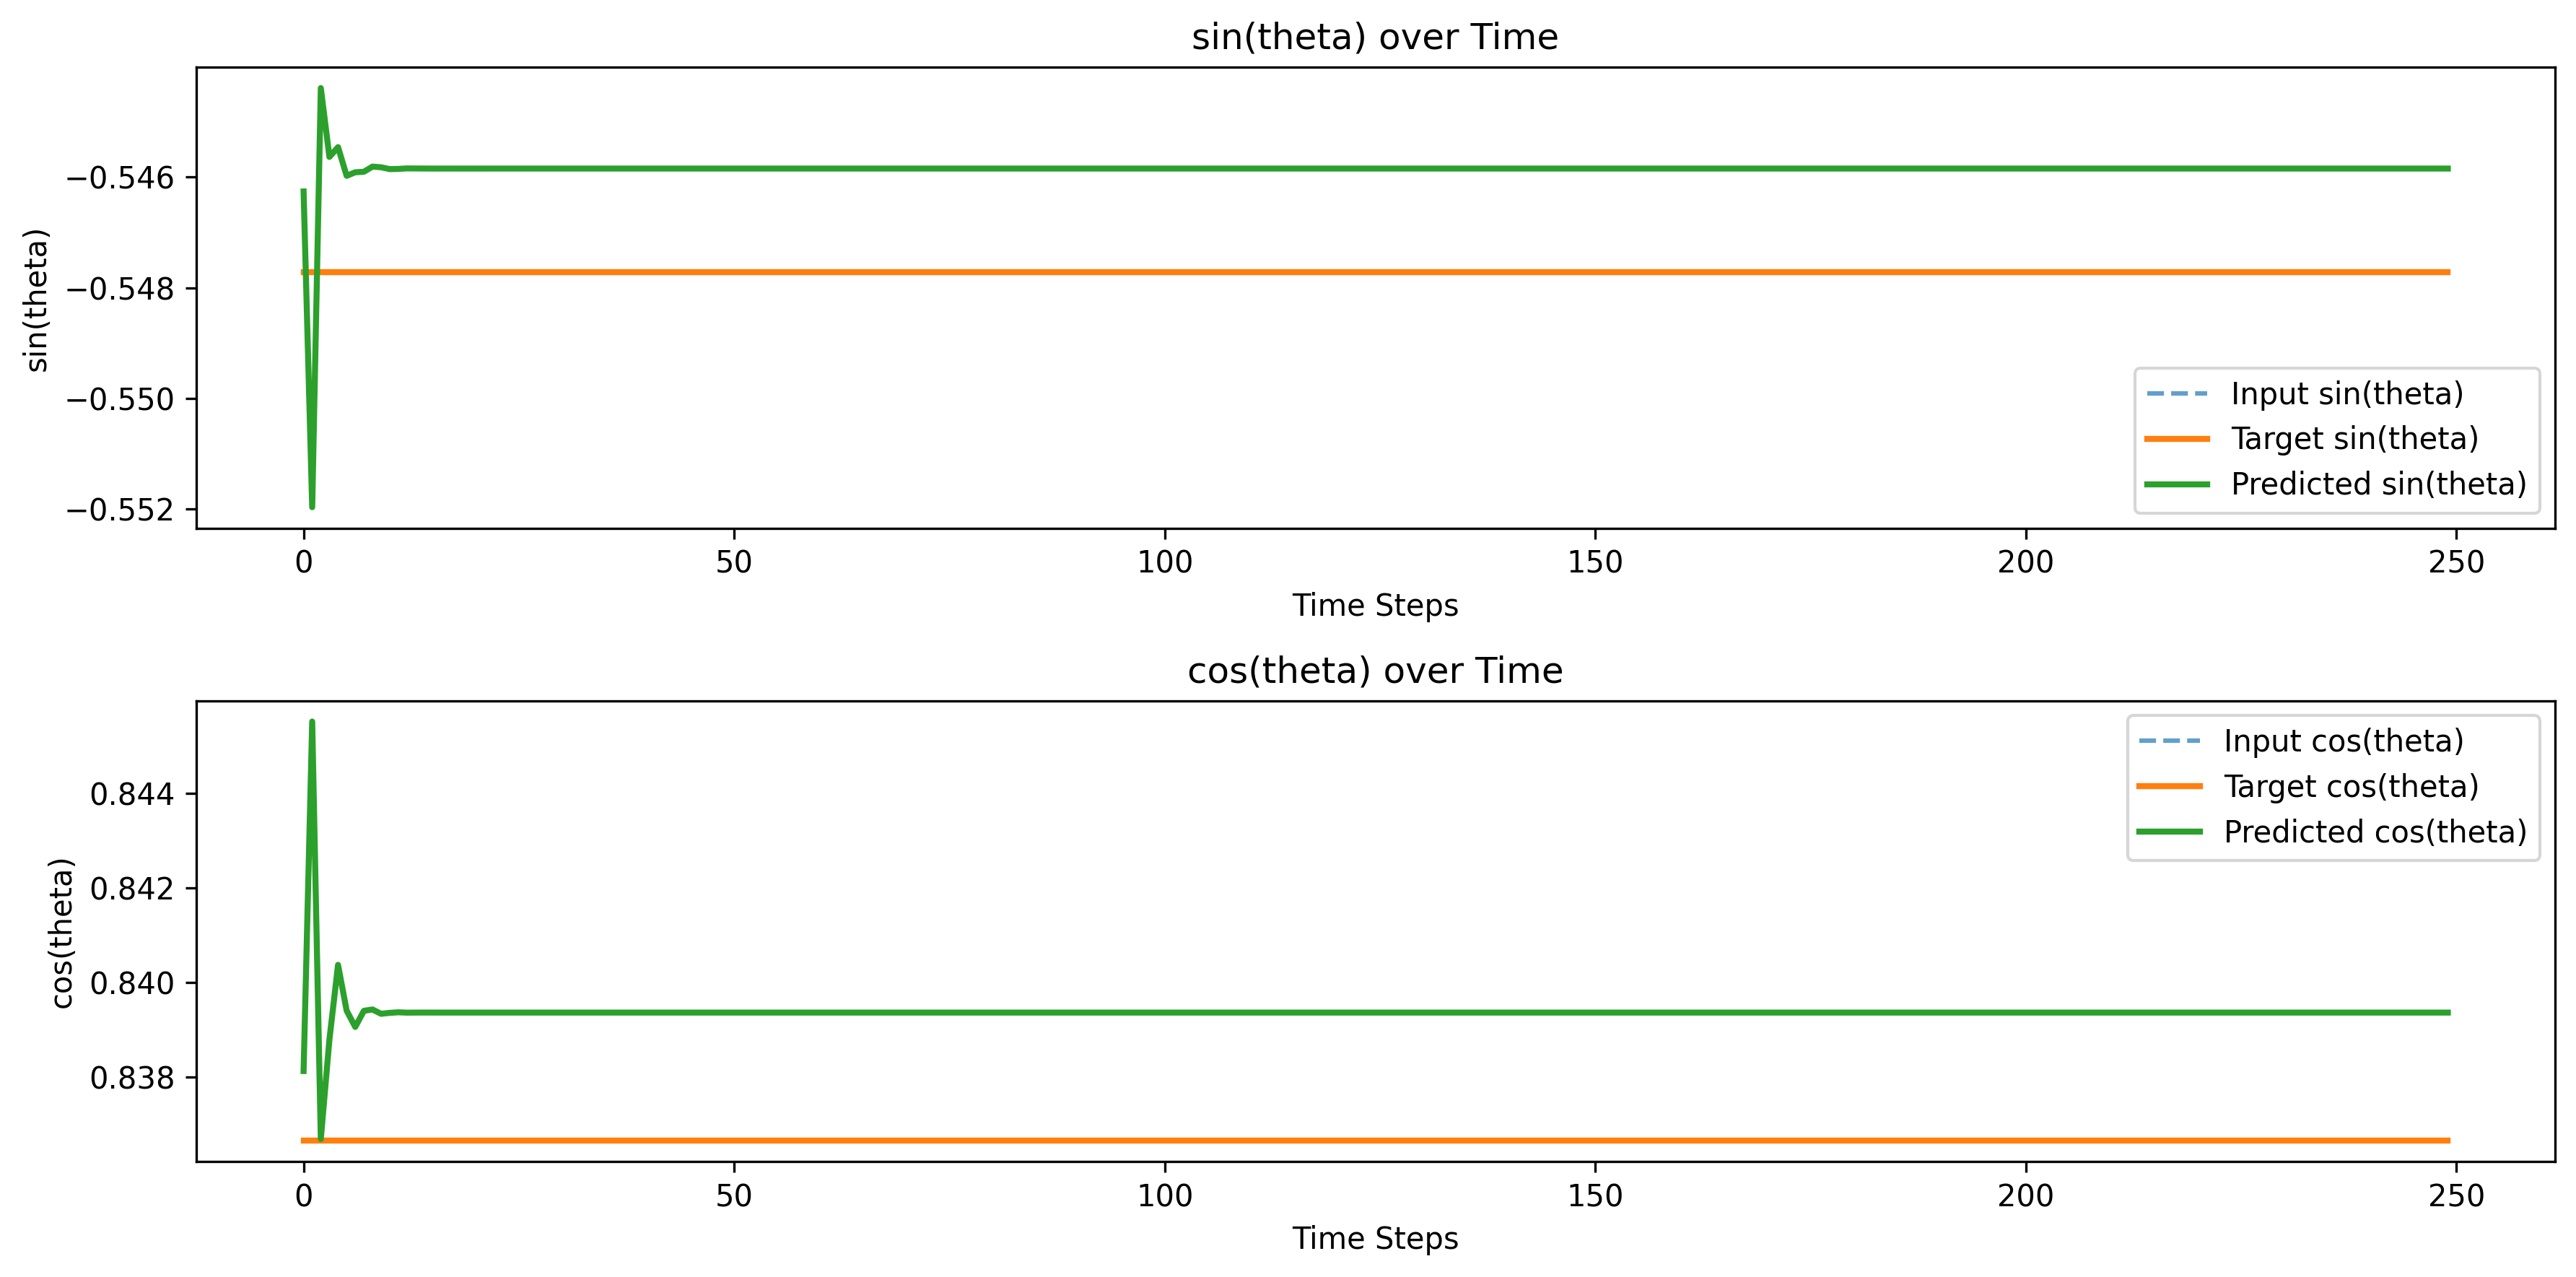 sin(theta) over Time
sin(theta)
−0.546
−0.548
−0.550
−0.552
Input sin(theta)
Target sin(theta)
Predicted sin(theta)
0 50 100 150 200 250
Time Steps
cos(theta) over Time
cos(theta)
0.844
0.842
0.840
0.838
Input cos(theta)
Target cos(theta)
Predicted cos(theta)
0 50 100 150 200 250
Time Steps